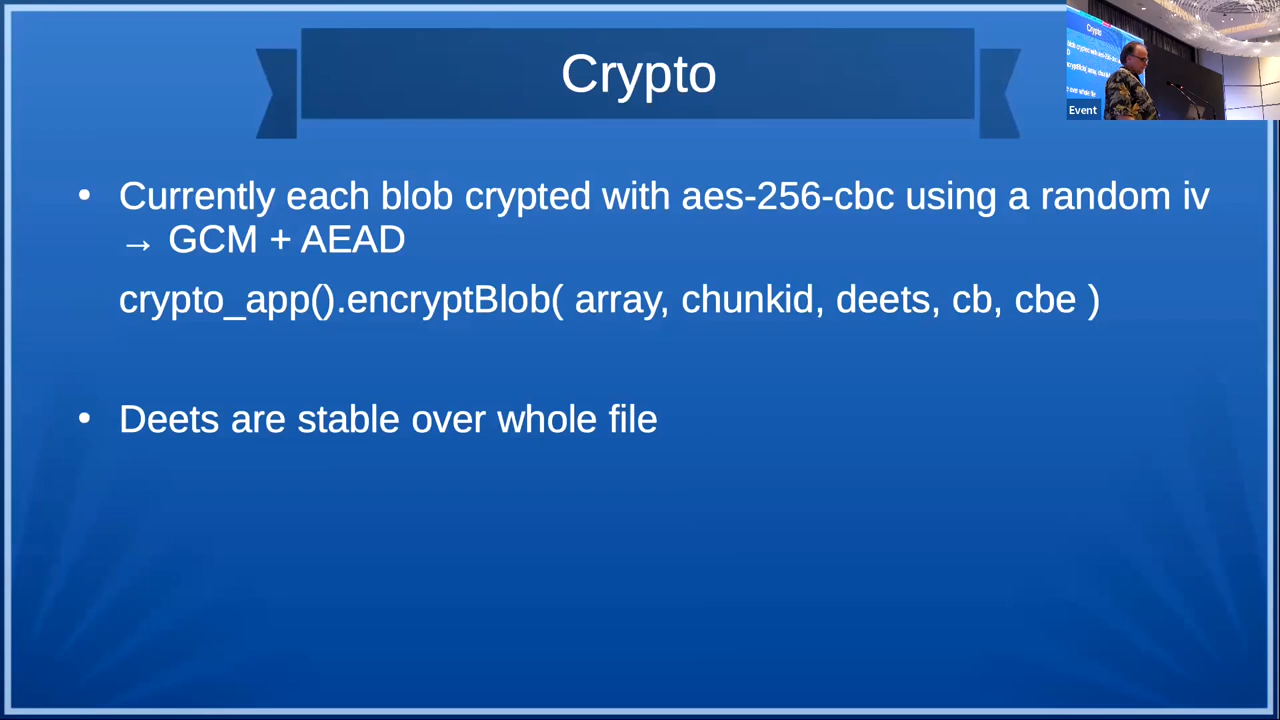 Crypto
Currently each blob crypted with aes-256-cbc using a random iv
→ GCM + AEAD
crypto_app().encryptBlob( array, chunkid, deets, cb, cbe )
Deets are stable over whole file
Crypto
Event